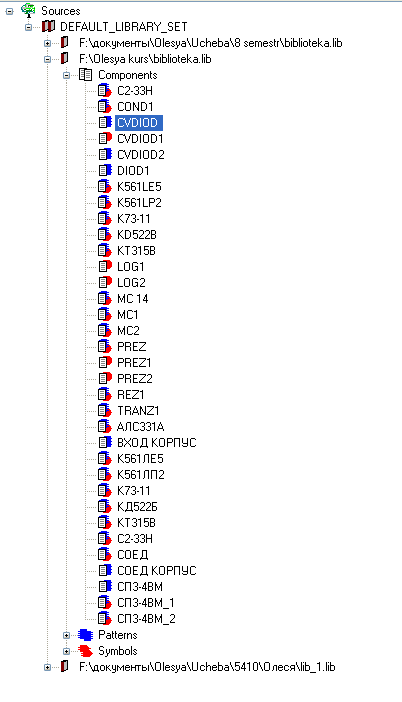 Sources
DEFAULT_LIBRARY_SET
F:\документы\Olesya\Ucheba\8 semestr\biblioteka.lib
F:\Olesya kurs\biblioteka.lib
Components
C2-33H
COND1
CVDIOD
CVDIOD1
CVDIOD2
DIOD1
K561LE5
K561LP2
K73-11
KD522B
KT315B
LOG1
LOG2
MC 14
MC1
MC2
PREZ
PREZ1
PREZ2
REZ1
TRANZ1
АЛС331А
ВХОД КОРПУС
К561ЛЕ5
К561ЛП2
К73-11
КД522Б
КТ315В
С2-33Н
СОЕД
СОЕД КОРПУС
СП3-4ВМ
СП3-4ВМ_1
СП3-4ВМ_2
Patterns
Symbols
F:\документы\Olesya\Ucheba\5410\Олеся\lib_1.lib